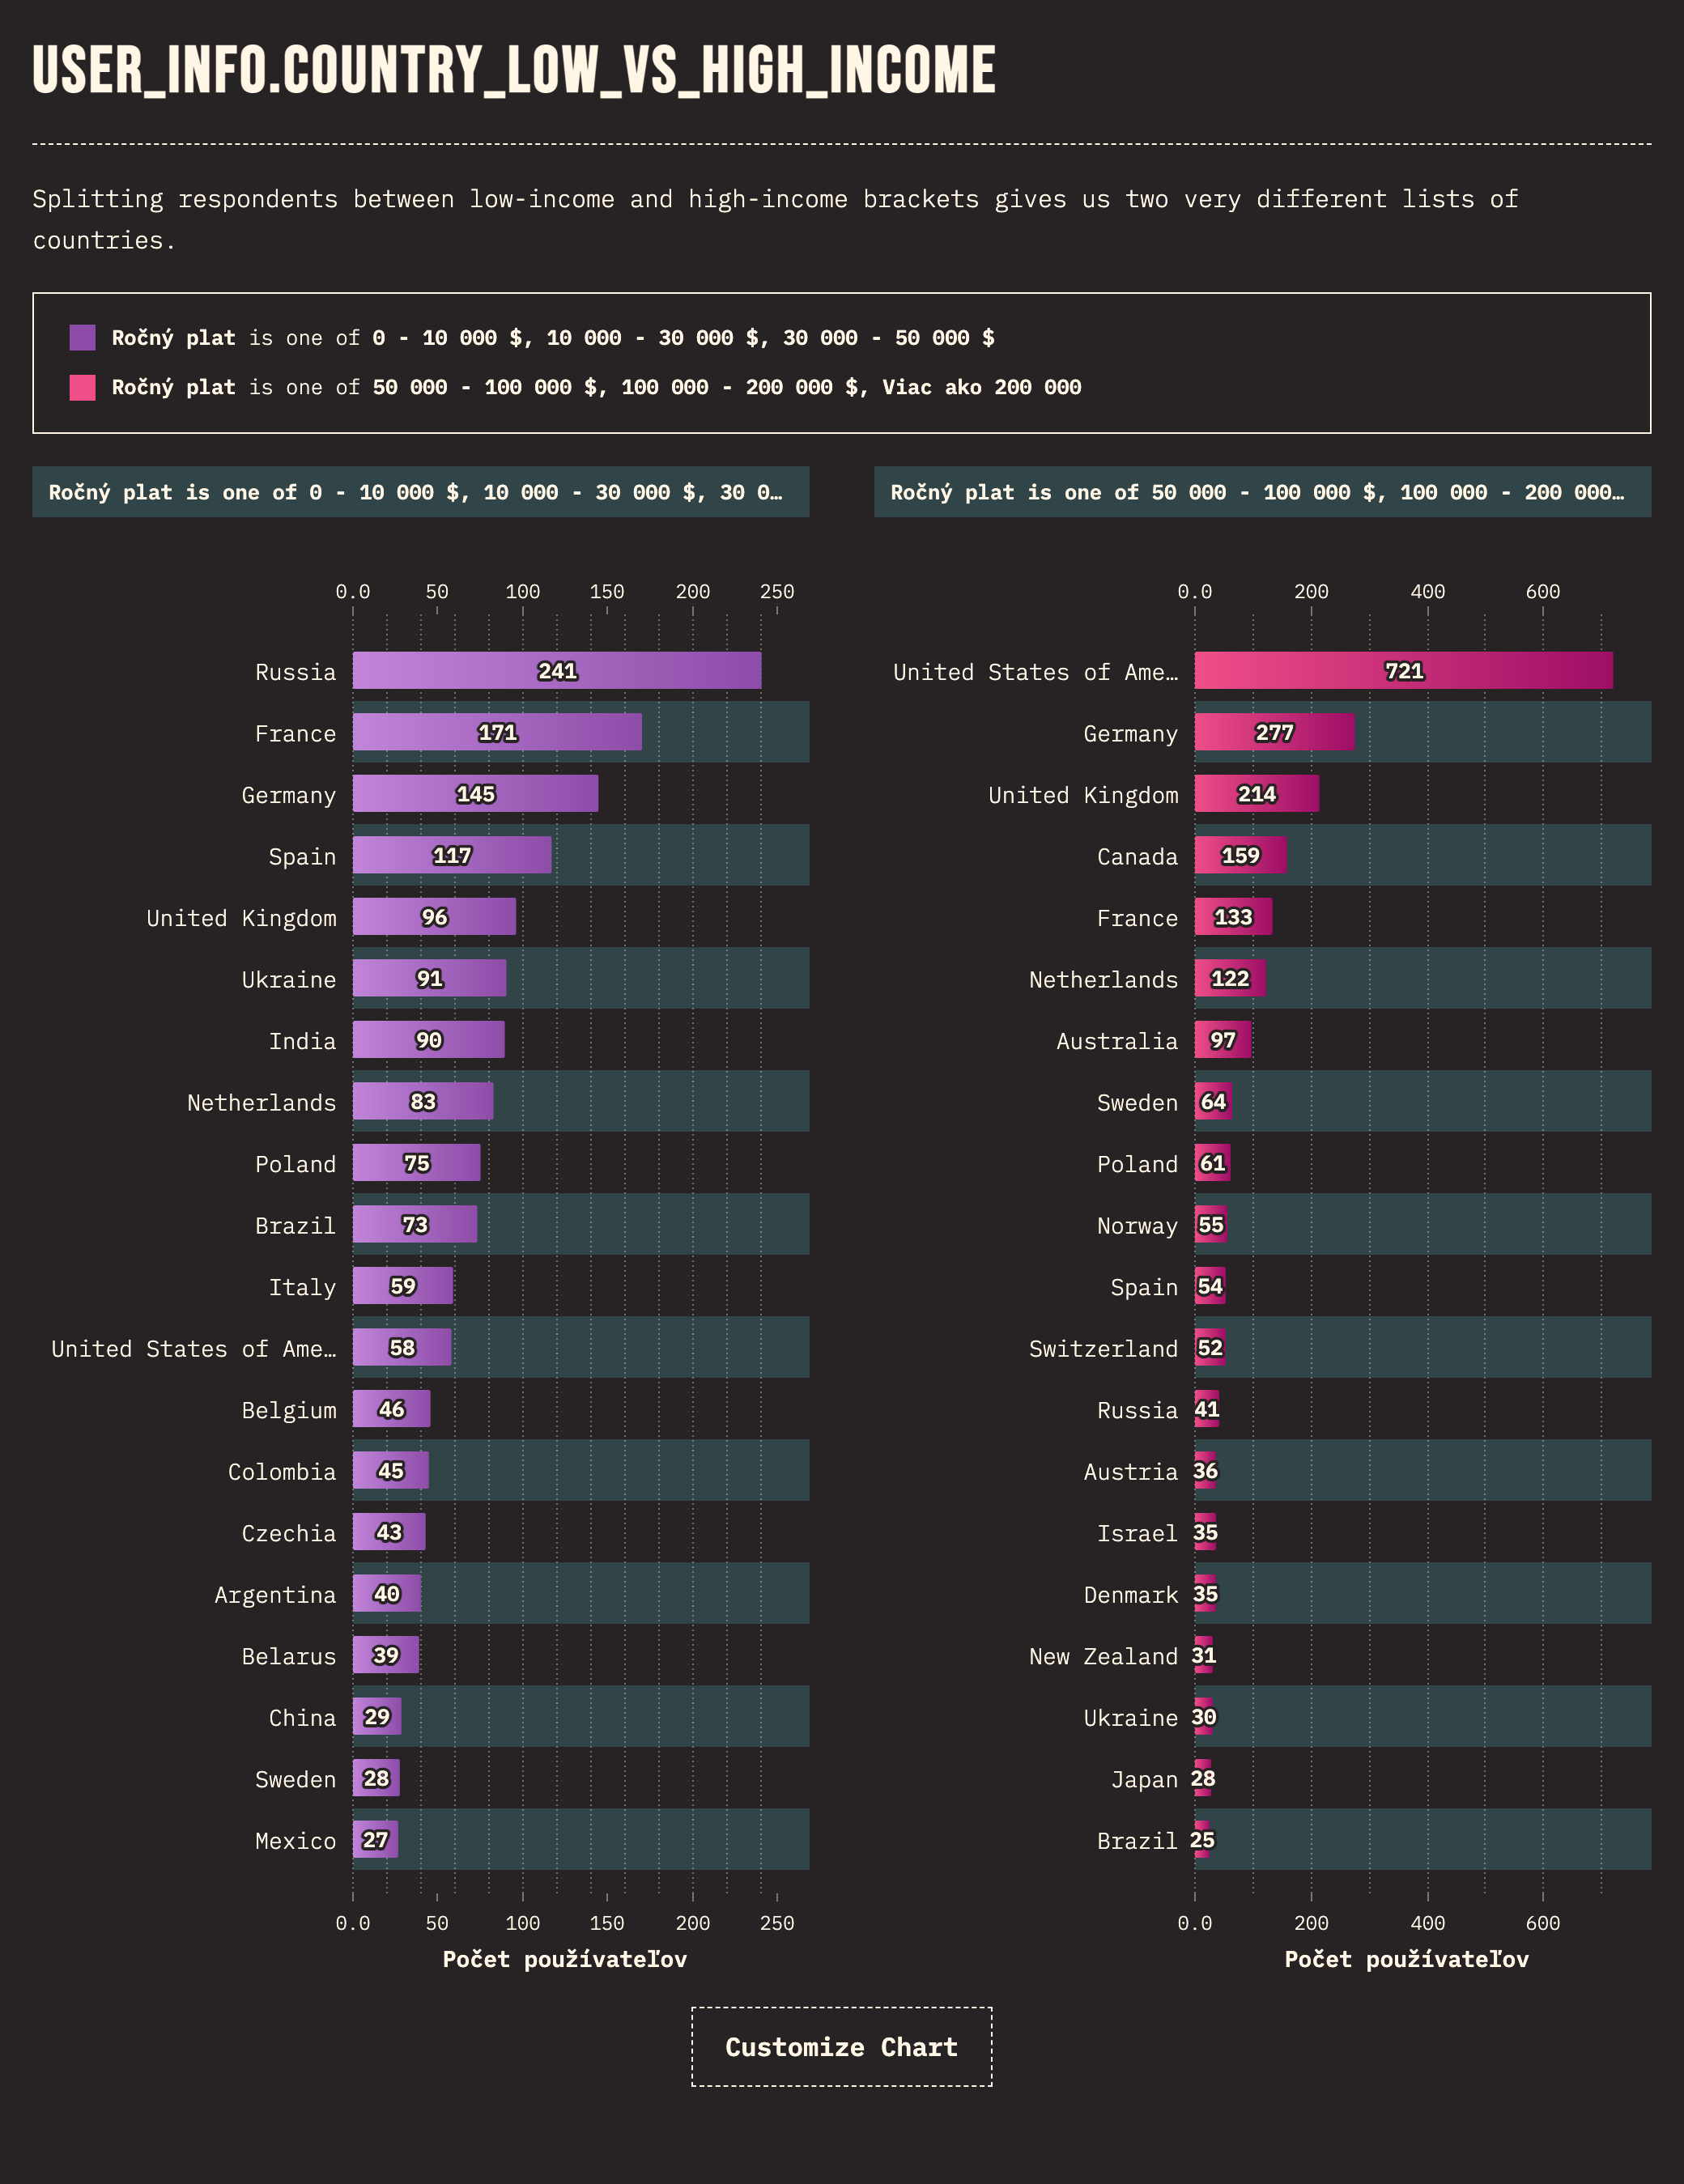 USER_INFO.COUNTRY_LOW_VS_HIGH_INCOME
Splitting respondents between low-income and high-income brackets gives us two very different lists of
countries.
Ročný plat is one of 0 - 10 000 $, 10 000 - 30 000 $, 30 000 - 50 000 $
Ročný plat is one of 50 000 - 100 000 $, 100 000 - 200 000 $, Viac ako 200 000
Ročný plat is one of 0 - 10 000 $, 10 000 - 30 000 $, 30 0…
0.0 50 100 150 200 250
Russia 241
France 171
Germany 145
Spain 117
United Kingdom 96
Ukraine 91
India 90
Netherlands 83
Poland 75
Brazil 73
Italy 59
United States of Ame… 58
Belgium 46
Colombia 45
Czechia 43
Argentina 40
Belarus 39
China 29
Sweden 28
Mexico 27
0.0 50 100 150 200 250
Počet používateľov
Ročný plat is one of 50 000 - 100 000 $, 100 000 - 200 000…
0.0 200 400 600
United States of Ame… 721
Germany 277
United Kingdom 214
Canada 159
France 133
Netherlands 122
Australia 97
Sweden 64
Poland 61
Norway 55
Spain 54
Switzerland 52
Russia 41
Austria 36
Israel 35
Denmark 35
New Zealand 31
Ukraine 30
Japan 28
Brazil 25
0.0 200 400 600
Počet používateľov
Customize Chart